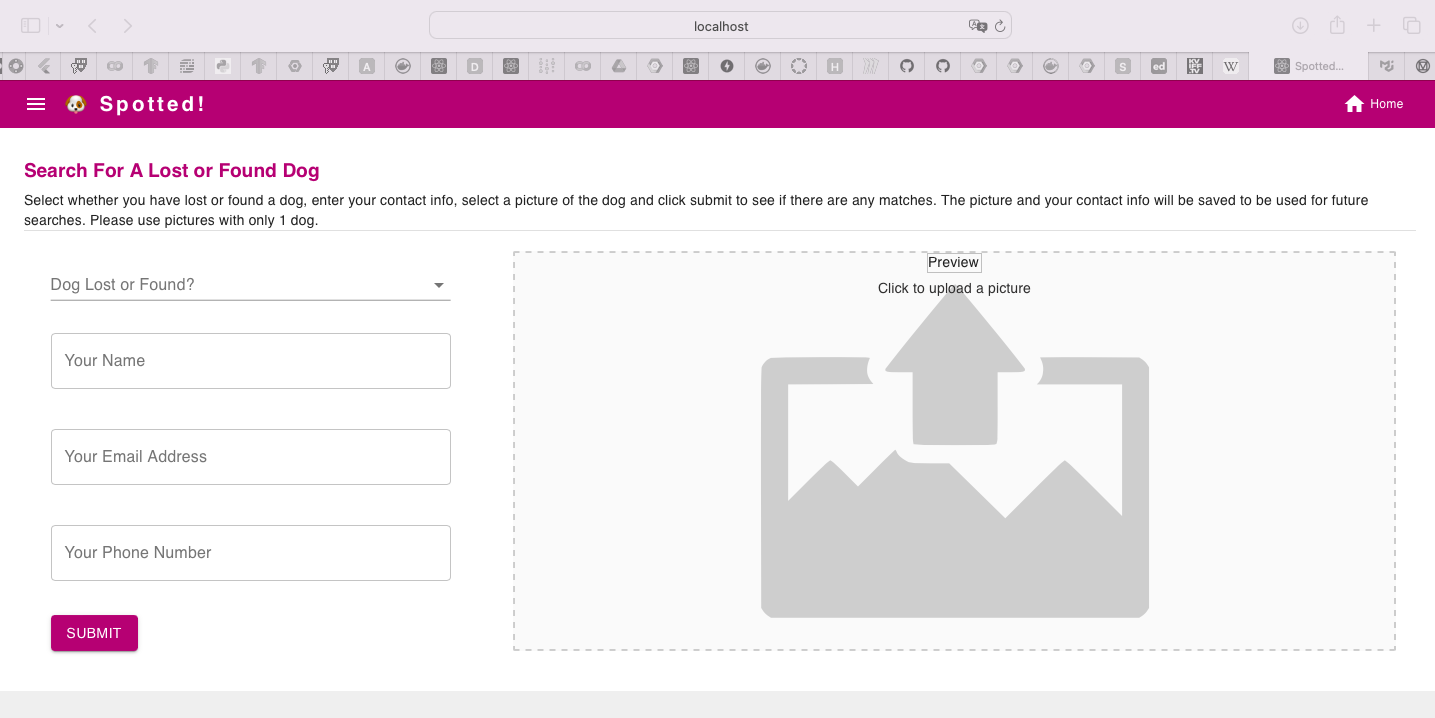 localhost
A
D
H
S
ed
KV
IFF
.TV
W
Spotted...
Spotted!
Home
Search For A Lost or Found Dog
Select whether you have lost or found a dog, enter your contact info, select a picture of the dog and click submit to see if there are any matches. The picture and your contact info will be saved to be used for future
searches. Please use pictures with only 1 dog.
Dog Lost or Found?
Your Name
Your Email Address
Your Phone Number
SUBMIT
Preview
Click to upload a picture